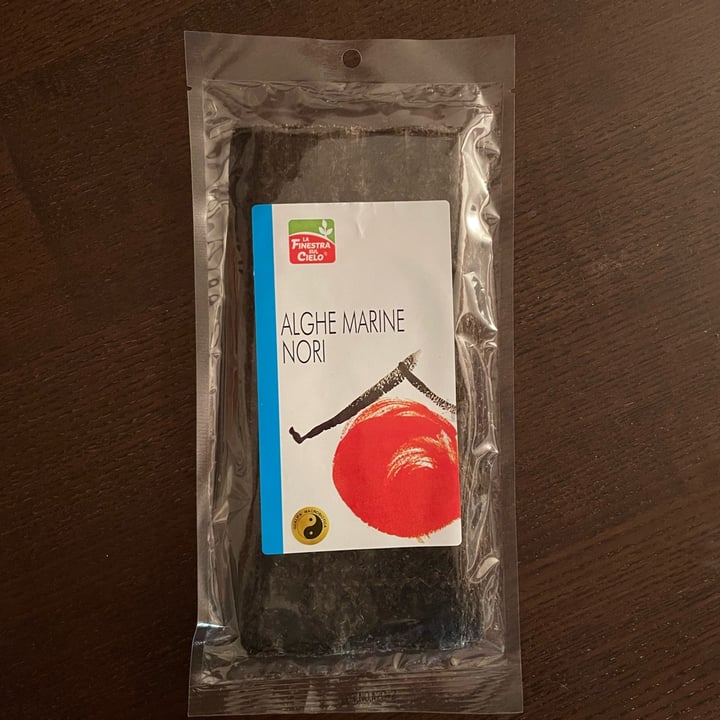 LA
FINESTRA
SUL
CIELO
ALGHE MARINE
NORI